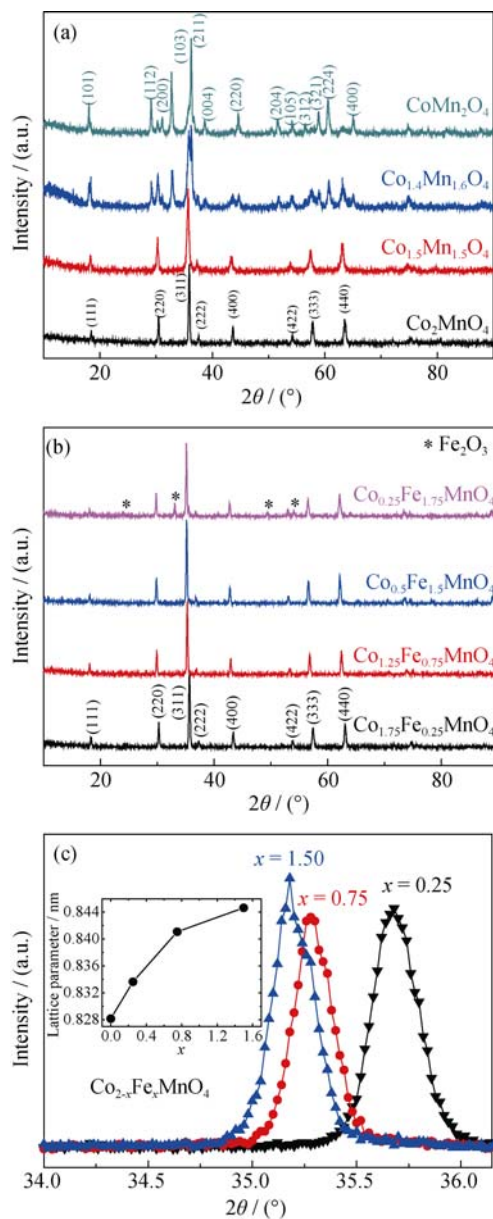 (a)
Intensity / (a.u.)
(101)
(112)
(200)
(103)
(211)
(004)
(220)
(204)
(105)
(312)
(321)
(224)
(400)
CoMn₂O₄
Co₁.₄Mn₁.₆O₄
Co₁.₅Mn₁.₅O₄
(111)
(220)
(311)
(222)
(400)
(422)
(333)
(440)
Co₂MnO₄
20 40 60 80
2θ / (°)
(b)
* Fe₂O₃
Intensity / (a.u.)
* * * *
Co₀.₂₅Fe₁.₇₅MnO₄
Co₀.₅Fe₁.₅MnO₄
Co₁.₂₅Fe₀.₇₅MnO₄
Co₁.₇₅Fe₀.₂₅MnO₄
(111)
(220)
(311)
(222)
(400)
(422)
(333)
(440)
20 40 60 80
2θ / (°)
(c)
x = 1.50
x = 0.75
x = 0.25
Intensity / (a.u.)
Lattice parameter / nm
0.844
0.840
0.836
0.832
0.828
0.0 0.4 0.8 1.2 1.6
x
Co₂₋ₓFeₓMnO₄
34.0 34.5 35.0 35.5 36.0
2θ / (°)